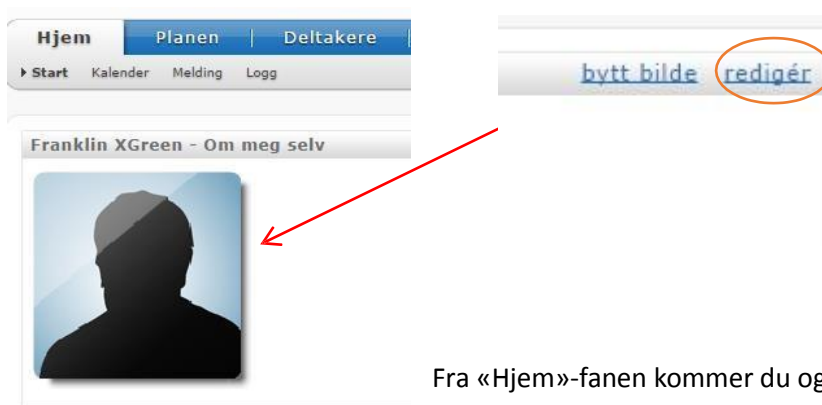 Hjem Planen | Deltakere |
Start Kalender Melding Logg
bytt bilde redigér
Franklin XGreen - Om meg selv
Fra «Hjem»-fanen kommer du og